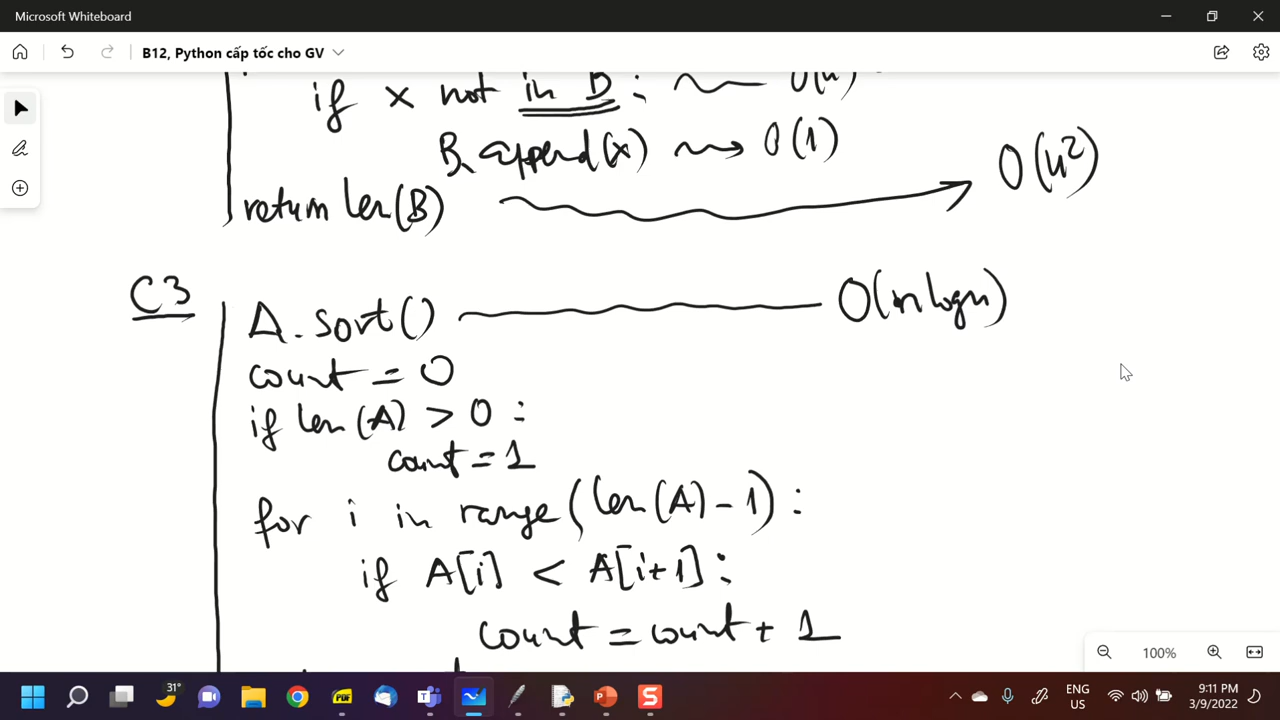 Microsoft Whiteboard
B12, Python cấp tốc cho GV
if x not in B: O(n)
B.append(x) O(1)
return len(B) O(n²)
C3
A.sort() O(nlogn)
count = 0
if len(A) > 0:
count = 1
for i in range(len(A)-1):
if A[i] < A[i+1]:
count = count + 1
100%
31°
ENG
US
9:11 PM
3/9/2022